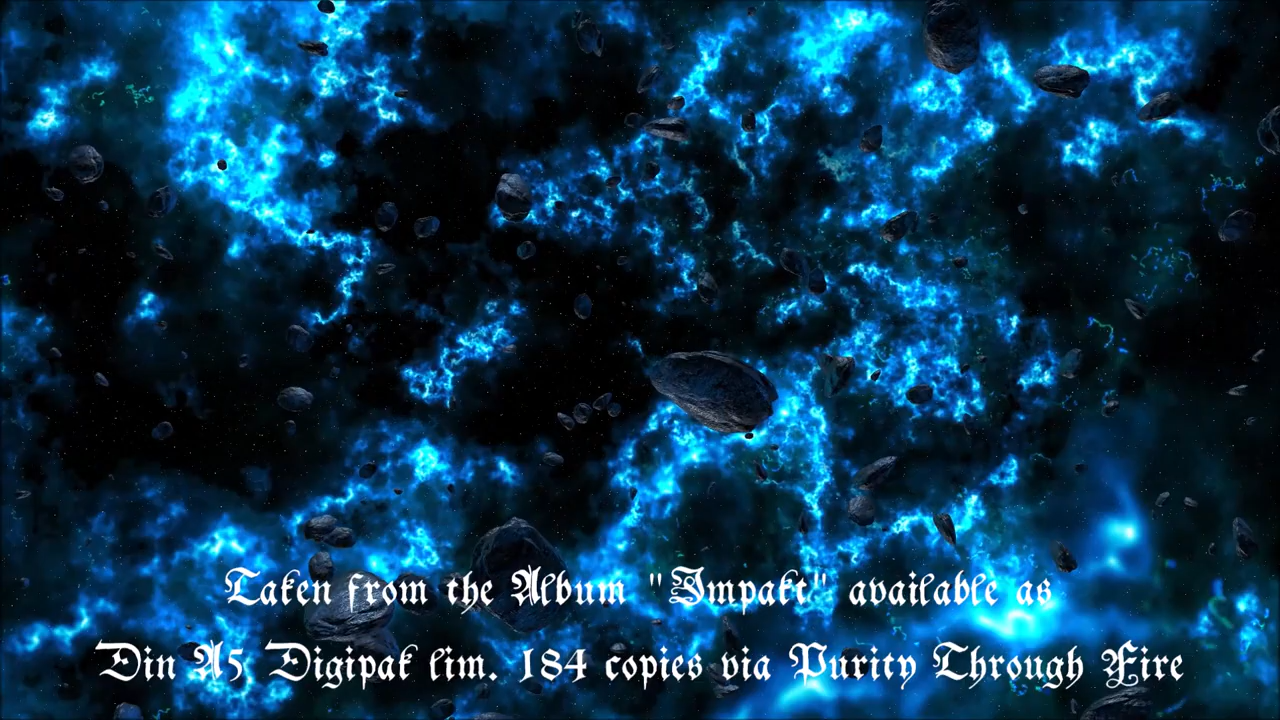 Taken from the Album "Impakt" available as
Din A5 Digipak lim. 184 copies via Purity Through Fire